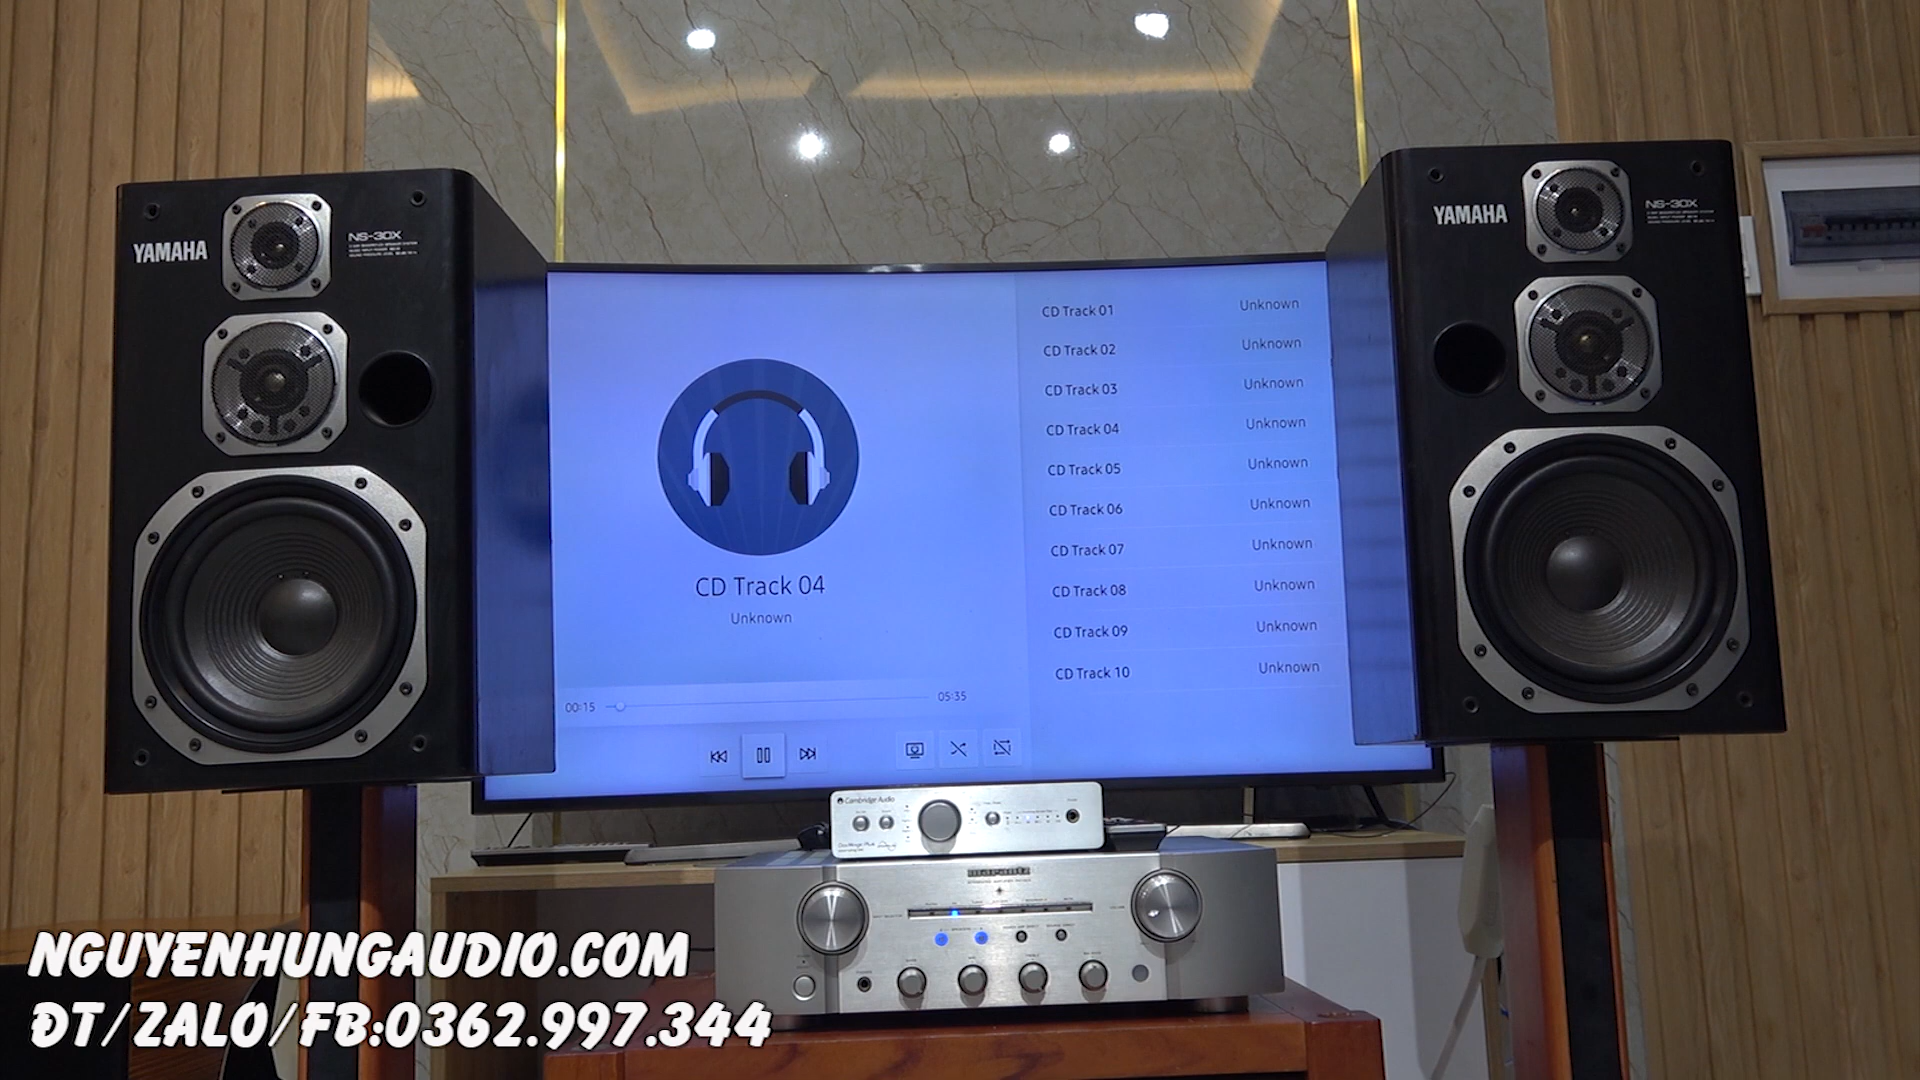 YAMAHA
NS-30X
YAMAHA
NS-30X
CD Track 04
Unknown
00:15
05:35
CD Track 01 Unknown
CD Track 02 Unknown
CD Track 03 Unknown
CD Track 04 Unknown
CD Track 05 Unknown
CD Track 06 Unknown
CD Track 07 Unknown
CD Track 08 Unknown
CD Track 09 Unknown
CD Track 10 Unknown
Cambridge Audio
DacMagic Plus
marantz
NGUYENHUNGAUDIO.COM
ĐT/ZALO/FB:0362.997.344